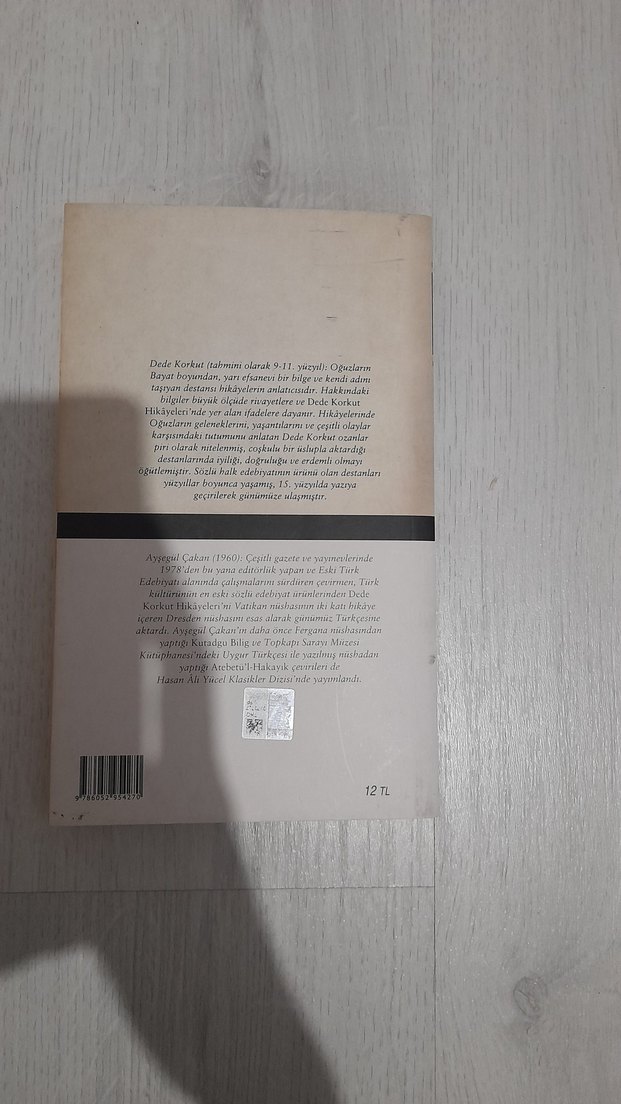 Dede Korkut (tahmini olarak 9-11. yüzyıl): Oğuzların
Bayat boyundan, yarı efsanevi bir bilge ve kendi adını
taşıyan destansı hikâyelerin anlatıcısıdır. Hakkındaki
bilgiler büyük ölçüde rivayetlere ve Dede Korkut
Hikâyeleri'nde yer alan ifadelere dayanır. Hikâyelerinde
Oğuzların geleneklerini, yaşantılarını ve çeşitli olaylar
karşısındaki tutumunu anlatan Dede Korkut ozanlar
piri olarak nitelenmiş, coşkulu bir üslupla aktardığı
destanlarında iyiliği, doğruluğu ve erdemli olmayı
öğütlemiştir. Sözlü halk edebiyatının ürünü olan destanları
yüzyıllar boyunca yaşamış, 15. yüzyılda yazıya
geçirilerek günümüze ulaşmıştır.
Ayşegül Çakan (1960): Çeşitli gazete ve yayınevlerinde
1978'den bu yana editörlük yapan ve Eski Türk
Edebiyatı alanında çalışmalarını sürdüren çevirmen, Türk
kültürünün en eski sözlü edebiyat ürünlerinden Dede
Korkut Hikâyeleri'ni Vatikan nüshasının iki katı hikâye
içeren Dresden nüshasını esas alarak günümüz Türkçesine
aktardı. Ayşegül Çakan'ın daha önce Fergana nüshasından
yaptığı Kutadgu Bilig ve Topkapı Sarayı Müzesi
Kütüphanesi'ndeki Uygur Türkçesi ile yazılmış nüshadan
yaptığı Atebetü'l-Hakayık çevirileri de
Hasan Âli Yücel Klasikler Dizisi'nde yayımlandı.
9 786052 954270
12 TL